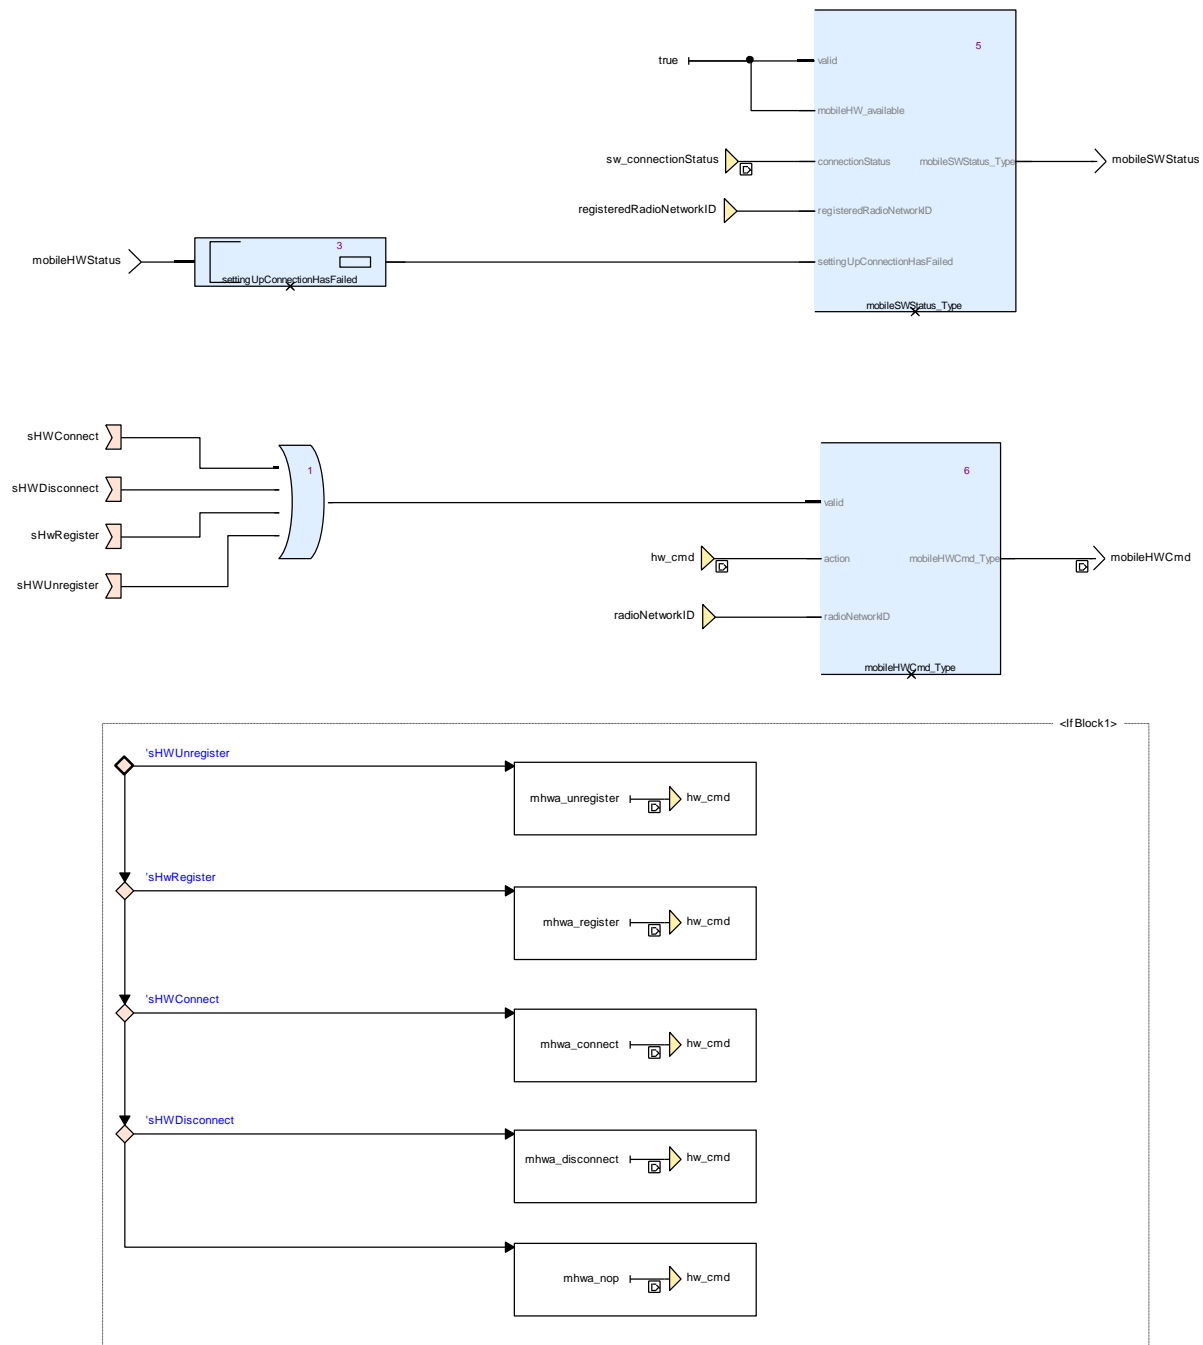 5
true
valid
mobileHW_available
sw_connectionStatus
connectionStatus
mobileSWStatus_Type
mobileSWStatus
registeredRadioNetworkID
registeredRadioNetworkID
mobileHWStatus
3
settingUpConnectionHasFailed
settingUpConnectionHasFailed
mobileSWStatus_Type
sHWConnect
sHWDisconnect
sHwRegister
sHWUnregister
1
6
valid
hw_cmd
action
mobileHWCmd_Type
mobileHWCmd
radioNetworkID
radioNetworkID
mobileHWCmd_Type
<IfBlock1>
'sHWUnregister
mhwa_unregister
hw_cmd
'sHwRegister
mhwa_register
hw_cmd
'sHWConnect
mhwa_connect
hw_cmd
'sHWDisconnect
mhwa_disconnect
hw_cmd
mhwa_nop
hw_cmd